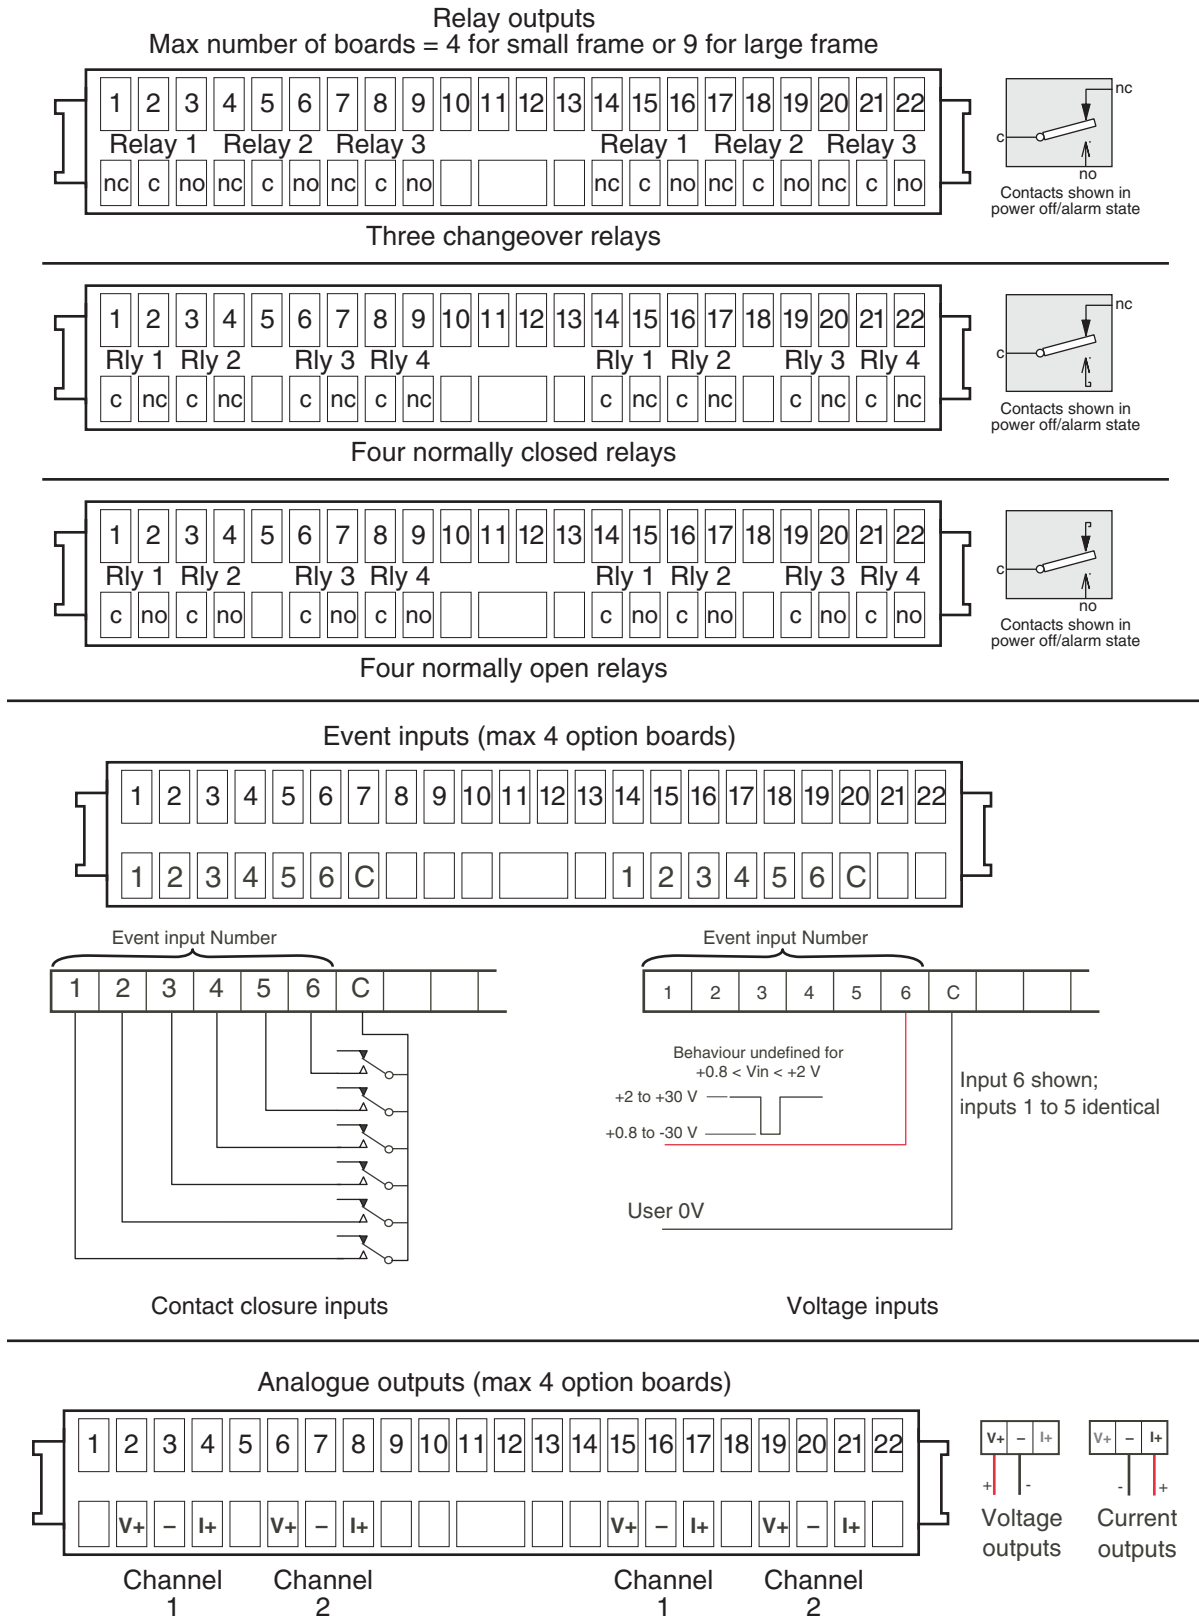 Relay outputs
Max number of boards = 4 for small frame or 9 for large frame
1 2 3 4 5 6 7 8 9 10 11 12 13 14 15 16 17 18 19 20 21 22
Relay 1 Relay 2 Relay 3 Relay 1 Relay 2 Relay 3
nc c no nc c no nc c no nc c no nc c no nc c no
nc
c
no
Contacts shown in
power off/alarm state
Three changeover relays
1 2 3 4 5 6 7 8 9 10 11 12 13 14 15 16 17 18 19 20 21 22
Rly 1 Rly 2 Rly 3 Rly 4 Rly 1 Rly 2 Rly 3 Rly 4
c nc c nc c nc c nc c nc c nc c nc c nc
nc
c
Contacts shown in
power off/alarm state
Four normally closed relays
1 2 3 4 5 6 7 8 9 10 11 12 13 14 15 16 17 18 19 20 21 22
Rly 1 Rly 2 Rly 3 Rly 4 Rly 1 Rly 2 Rly 3 Rly 4
c no c no c no c no c no c no c no c no
c
no
Contacts shown in
power off/alarm state
Four normally open relays
Event inputs (max 4 option boards)
1 2 3 4 5 6 7 8 9 10 11 12 13 14 15 16 17 18 19 20 21 22
1 2 3 4 5 6 C 1 2 3 4 5 6 C
Event input Number
1 2 3 4 5 6 C
Contact closure inputs
Event input Number
1 2 3 4 5 6 C
Behaviour undefined for
+0.8 < Vin < +2 V
+2 to +30 V
+0.8 to -30 V
Input 6 shown;
inputs 1 to 5 identical
User 0V
Voltage inputs
Analogue outputs (max 4 option boards)
1 2 3 4 5 6 7 8 9 10 11 12 13 14 15 16 17 18 19 20 21 22
V+ – I+ V+ – I+ V+ – I+ V+ – I+
Channel Channel Channel Channel
1 2 1 2
V+ – I+
+ -
Voltage
outputs
V+ – I+
- +
Current
outputs